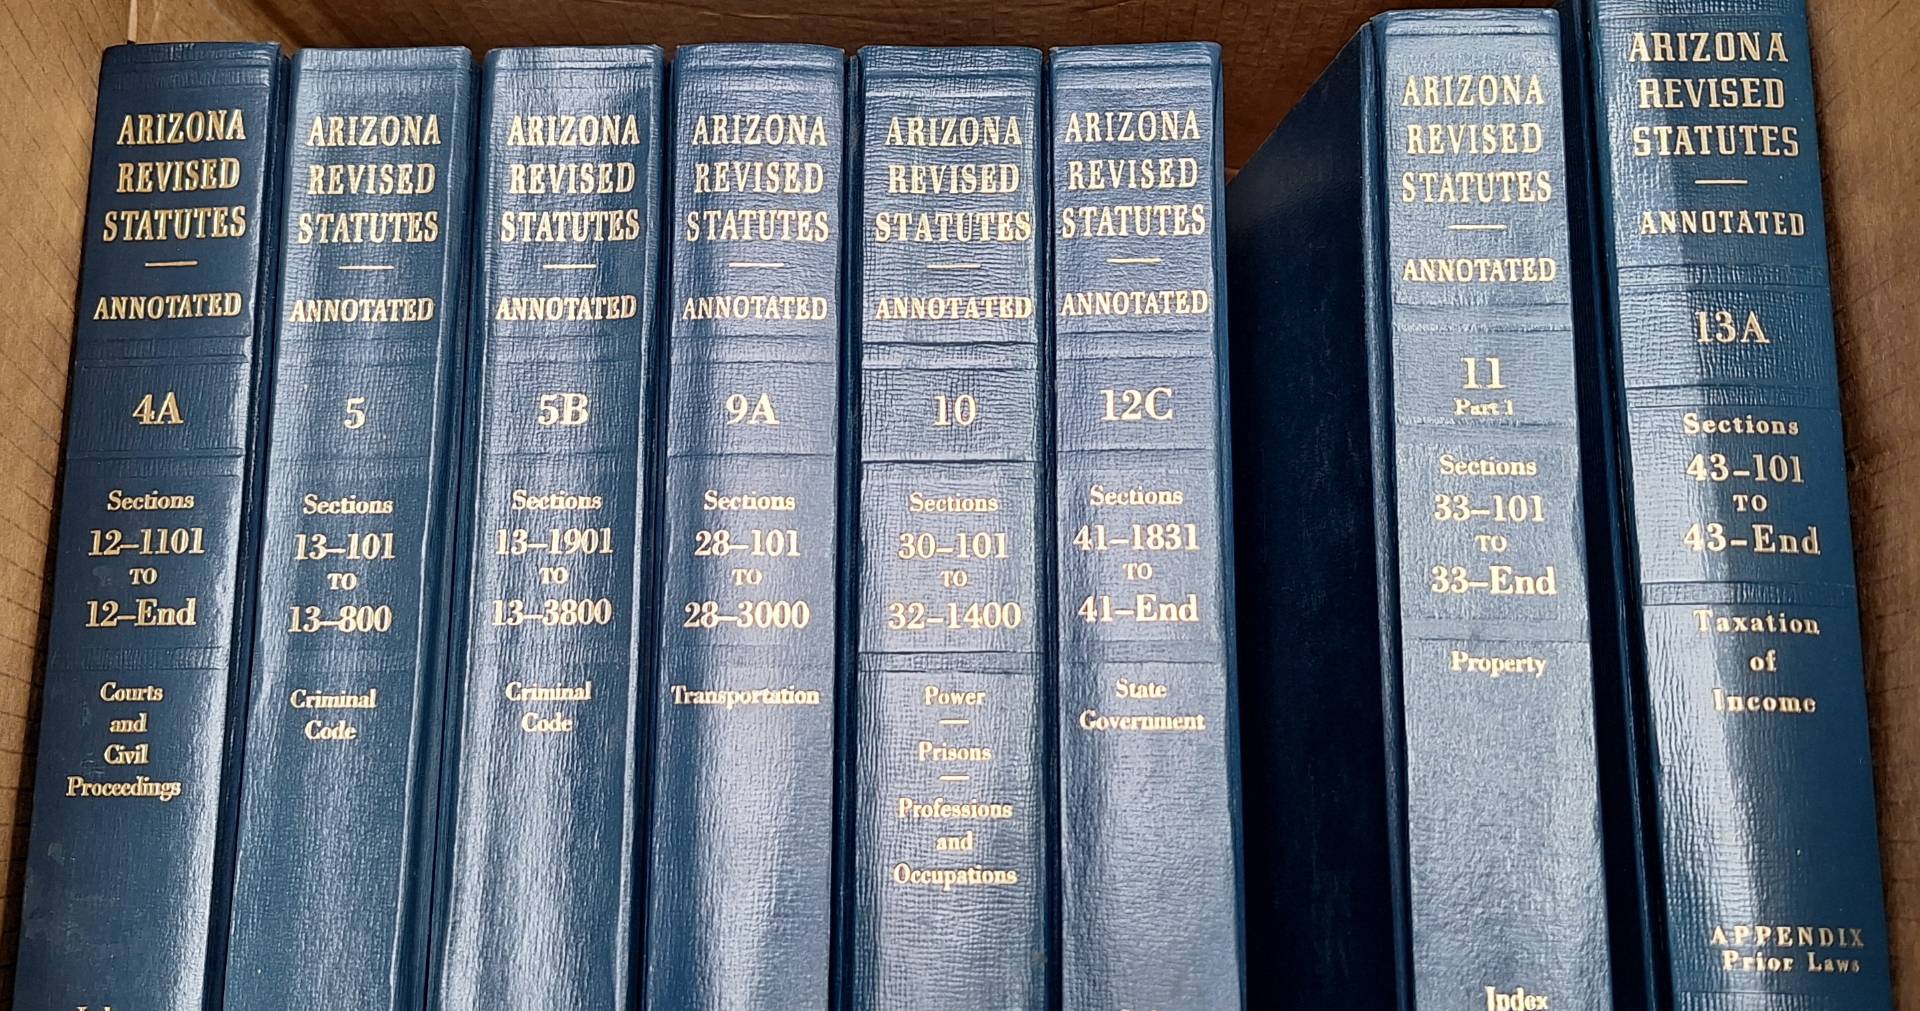 ARIZONA
REVISED
STATUTES
ANNOTATED
4A
Sections
12–1101
TO
12–End
Courts
and
Civil
Proceedings
ARIZONA
REVISED
STATUTES
ANNOTATED
5
Sections
13–101
TO
13–800
Criminal
Code
ARIZONA
REVISED
STATUTES
ANNOTATED
5B
Sections
13–1901
TO
13–3800
Criminal
Code
ARIZONA
REVISED
STATUTES
ANNOTATED
9A
Sections
28–101
TO
28–3000
Transportation
ARIZONA
REVISED
STATUTES
ANNOTATED
10
Sections
30–101
TO
32–1400
Power
Prisons
Professions
and
Occupations
ARIZONA
REVISED
STATUTES
ANNOTATED
12C
Sections
41–1831
TO
41–End
State
Government
ARIZONA
REVISED
STATUTES
ANNOTATED
11
Part 1
Sections
33–101
TO
33–End
Property
Index
ARIZONA
REVISED
STATUTES
ANNOTATED
13A
Sections
43–101
TO
43–End
Taxation
of
Income
APPENDIX
Prior Laws